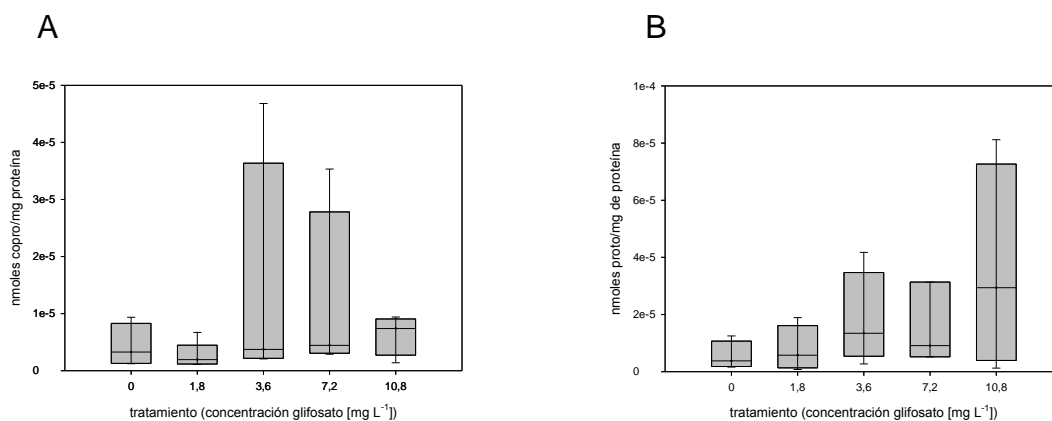 A
B
nmoles copro/mg proteína
5e-5
4e-5
3e-5
2e-5
1e-5
0
0 1,8 3,6 7,2 10,8
tratamiento (concentración glifosato [mg L⁻¹])
nmoles proto/mg de proteína
1e-4
8e-5
6e-5
4e-5
2e-5
0
0 1,8 3,6 7,2 10,8
tratamiento (concentración glifosato [mg L⁻¹])